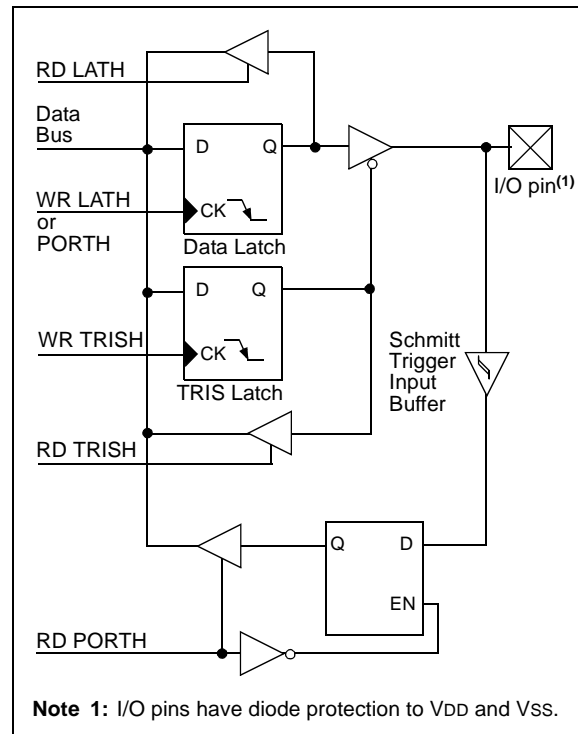 RD LATH
Data
Bus
D
Q
I/O pin(1)
WR LATH
or
PORTH
CK
Data Latch
D
Q
WR TRISH
CK
TRIS Latch
Schmitt
Trigger
Input
Buffer
RD TRISH
Q
D
EN
RD PORTH
Note 1: I/O pins have diode protection to VDD and VSS.